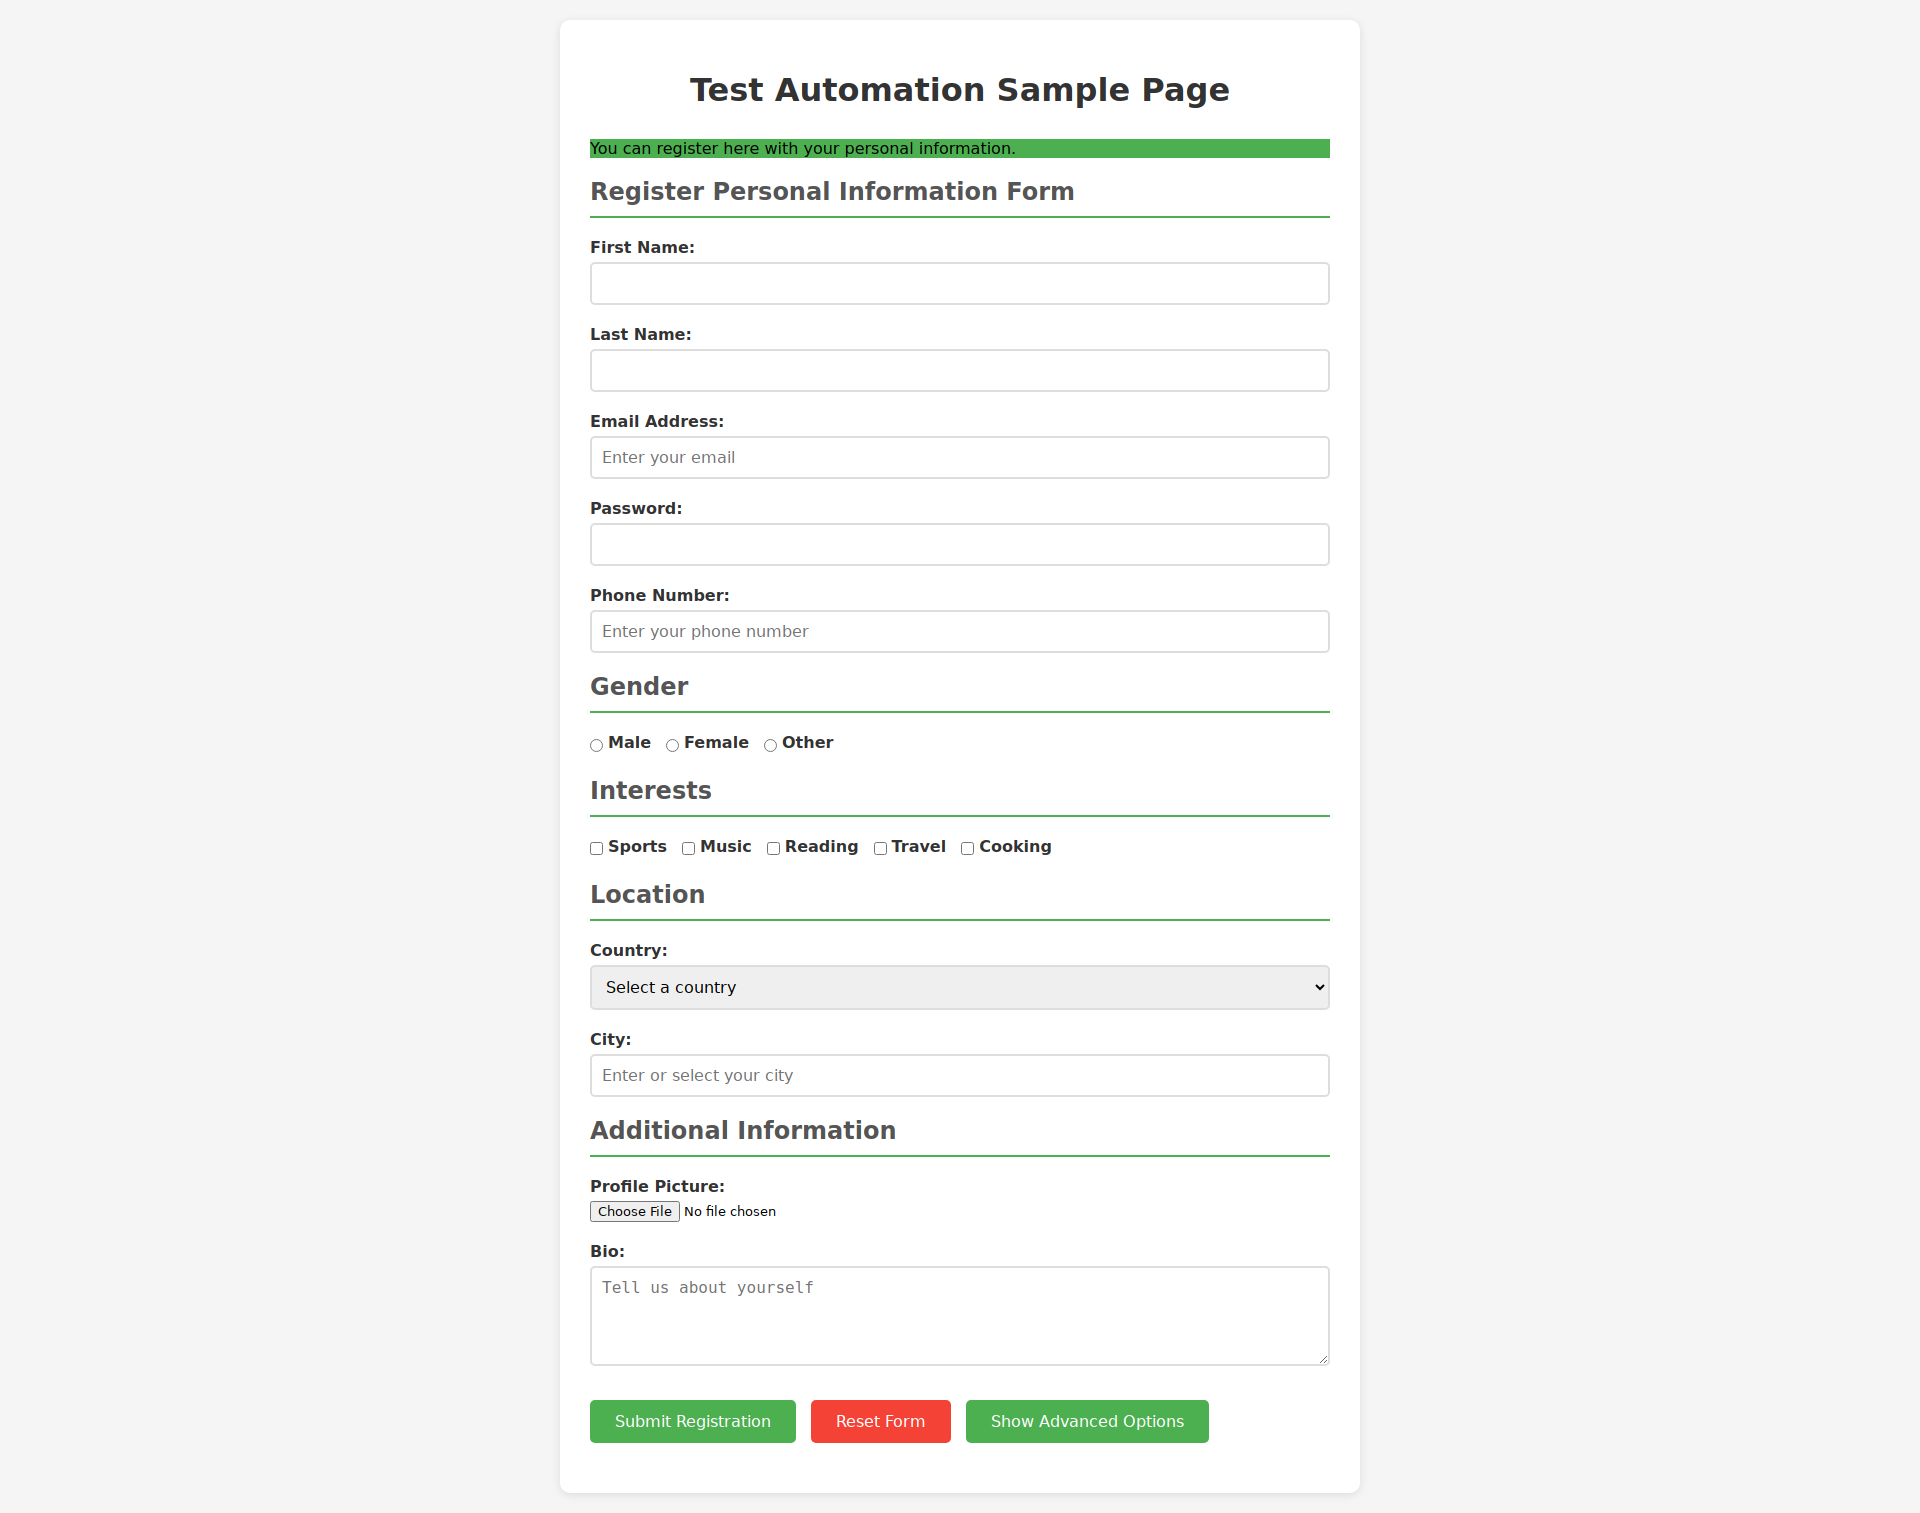 Test Automation Sample Page
You can register here with your personal information.
Register Personal Information Form
First Name:
Last Name:
Email Address:
Enter your email
Password:
Phone Number:
Enter your phone number
Gender
Male Female Other
Interests
Sports Music Reading Travel Cooking
Location
Country:
Select a country
City:
Enter or select your city
Additional Information
Profile Picture:
Choose File No file chosen
Bio:
Tell us about yourself
Submit Registration Reset Form Show Advanced Options